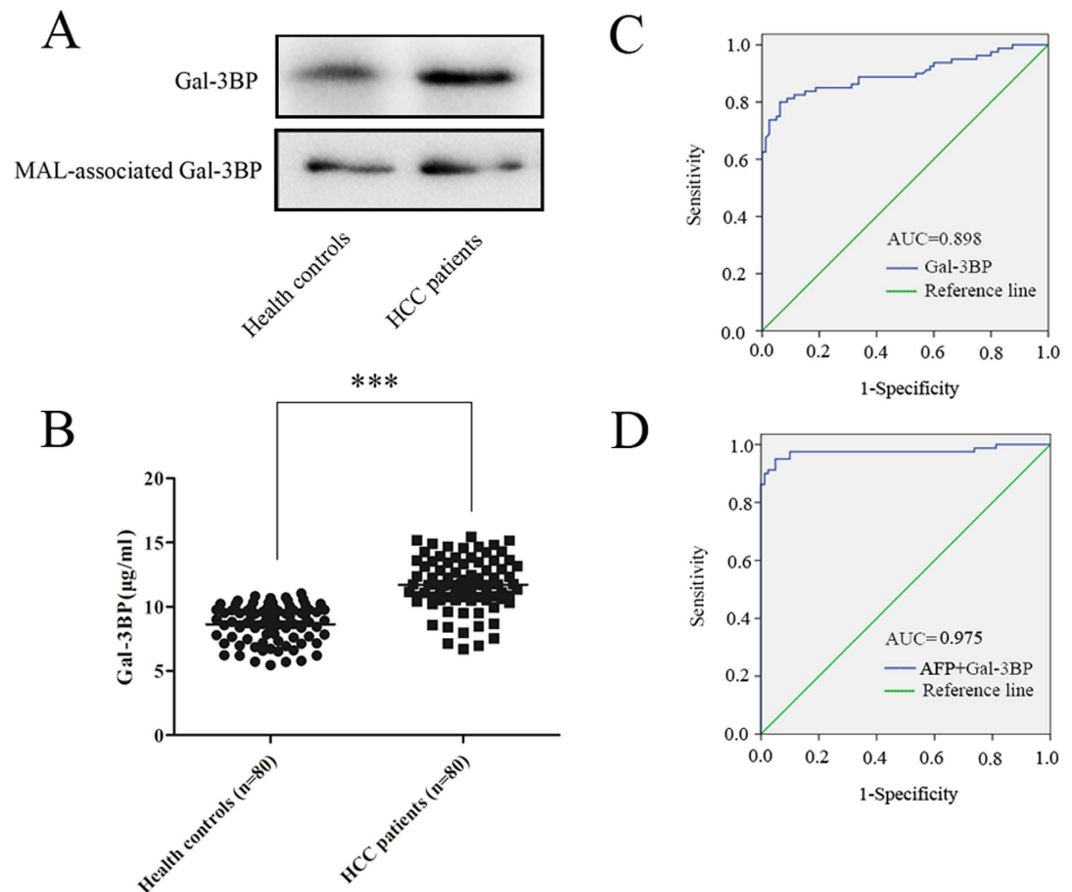 A
Gal-3BP
MAL-associated Gal-3BP
Health controls
HCC patients
B
***
Gal-3BP(μg/ml)
20
15
10
5
0
Health controls (n=80)
HCC patients (n=80)
C
Sensitivity
1.0
0.8
0.6
0.4
0.2
0.0
AUC=0.898
Gal-3BP
Reference line
0.0 0.2 0.4 0.6 0.8 1.0
1-Specificity
D
Sensitivity
1.0
0.8
0.6
0.4
0.2
0.0
AUC=0.975
AFP+Gal-3BP
Reference line
0.0 0.2 0.4 0.6 0.8 1.0
1-Specificity